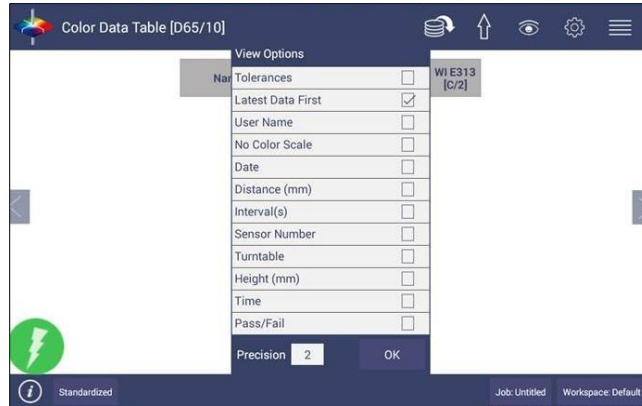 Color Data Table [D65/10]
View Options
Nar
Tolerances
WI E313
[C/2]
Latest Data First
User Name
No Color Scale
Date
Distance (mm)
Interval(s)
Sensor Number
Turntable
Height (mm)
Time
Pass/Fail
Precision 2 OK
i Standardized Job: Untitled Workspace: Default